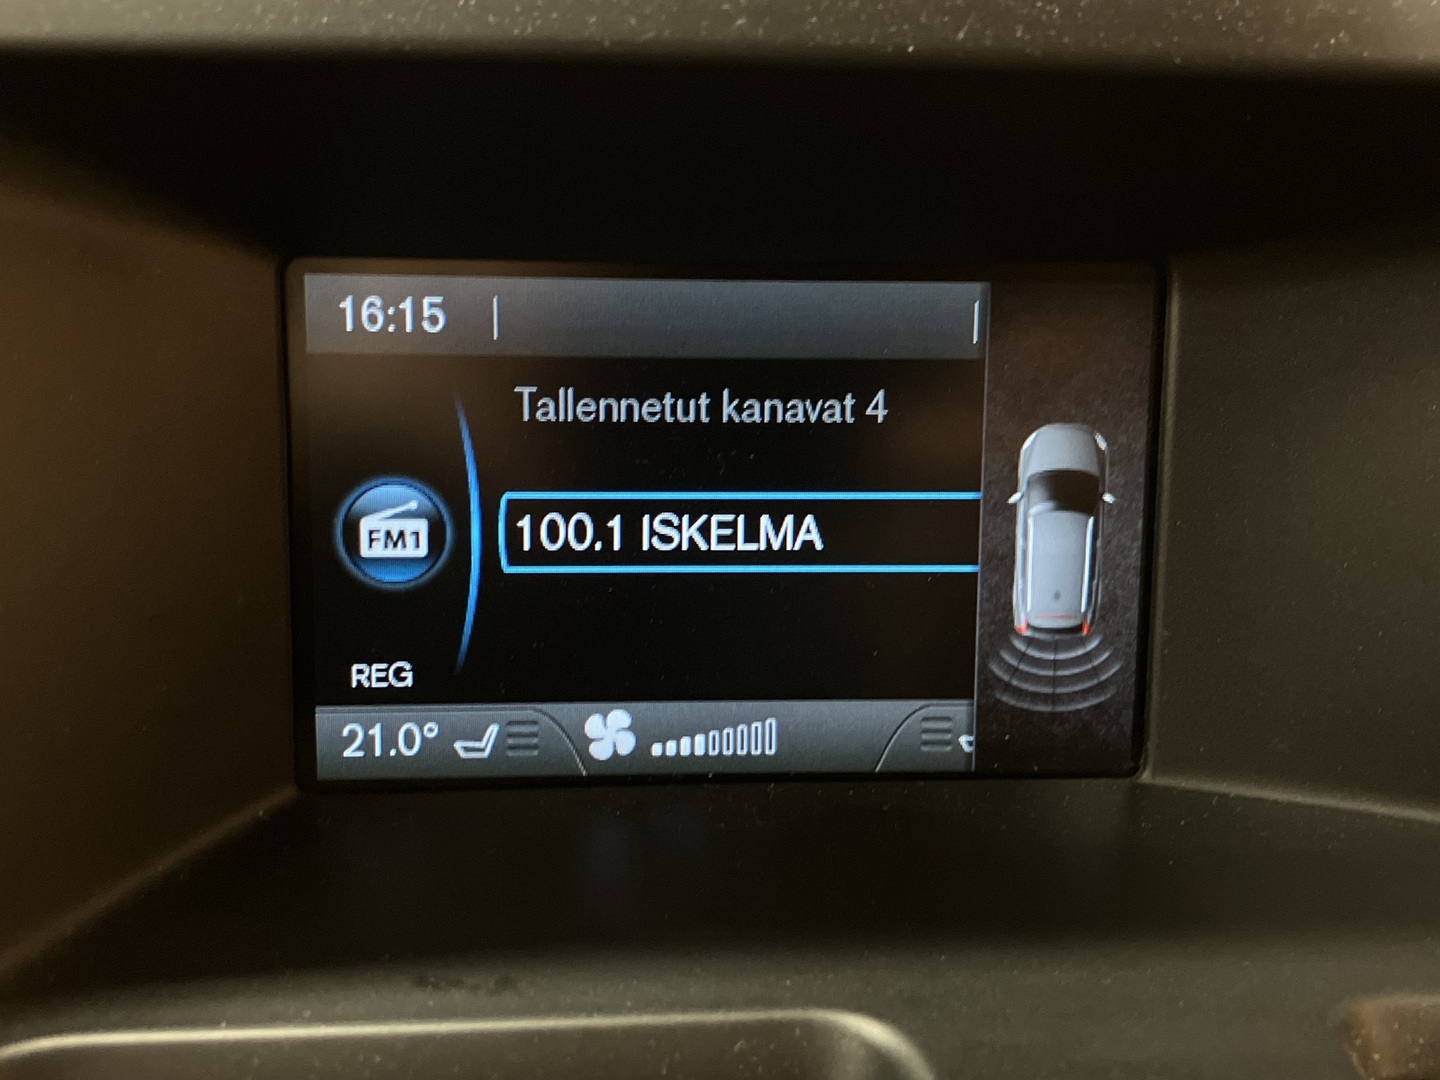 16:15
Tallennetut kanavat 4
FM1
100.1 ISKELMA
REG
21.0°